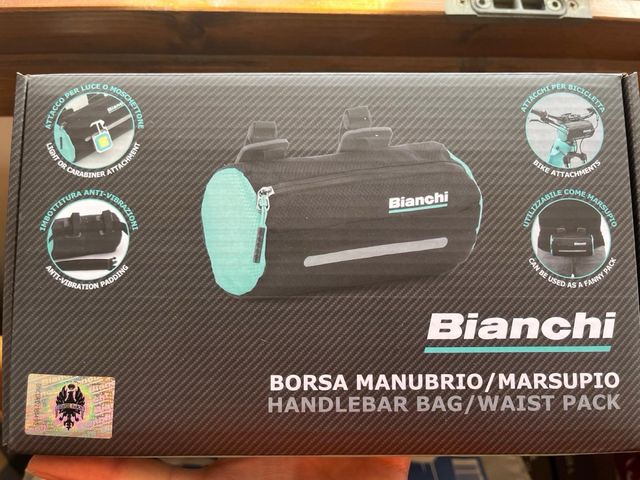 ATTACCO PER LUCE O MOSCHETTONE
LIGHT OR CARABINER ATTACHMENT
ATTACCHI PER BICICLETTA
BIKE ATTACHMENTS
IMBOTTITURA ANTI-VIBRAZIONI
ANTI-VIBRATION PADDING
UTILIZZABILE COME MARSUPIO
CAN BE USED AS A FANNY PACK
Bianchi
Bianchi
BORSA MANUBRIO/MARSUPIO
HANDLEBAR BAG/WAIST PACK